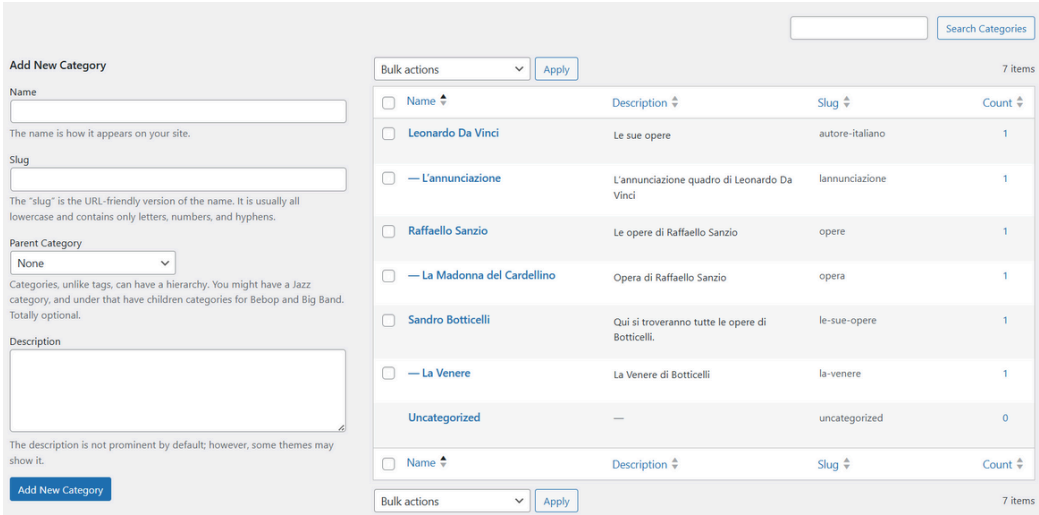 Search Categories
Add New Category
Name
The name is how it appears on your site.
Slug
The “slug” is the URL-friendly version of the name. It is usually all
lowercase and contains only letters, numbers, and hyphens.
Parent Category
None
Categories, unlike tags, can have a hierarchy. You might have a Jazz
category, and under that have children categories for Bebop and Big Band.
Totally optional.
Description
The description is not prominent by default; however, some themes may
show it.
Add New Category
Bulk actions Apply 7 items
Name Description Slug Count
Leonardo Da Vinci Le sue opere autore-italiano 1
— L’annunciazione L'annunciazione quadro di Leonardo Da lannunciazione 1
Vinci
Raffaello Sanzio Le opere di Raffaello Sanzio opere 1
— La Madonna del Cardellino Opera di Raffaello Sanzio opera 1
Sandro Botticelli Qui si troveranno tutte le opere di le-sue-opere 1
Botticelli.
— La Venere La Venere di Botticelli la-venere 1
Uncategorized — uncategorized 0
Name Description Slug Count
Bulk actions Apply 7 items